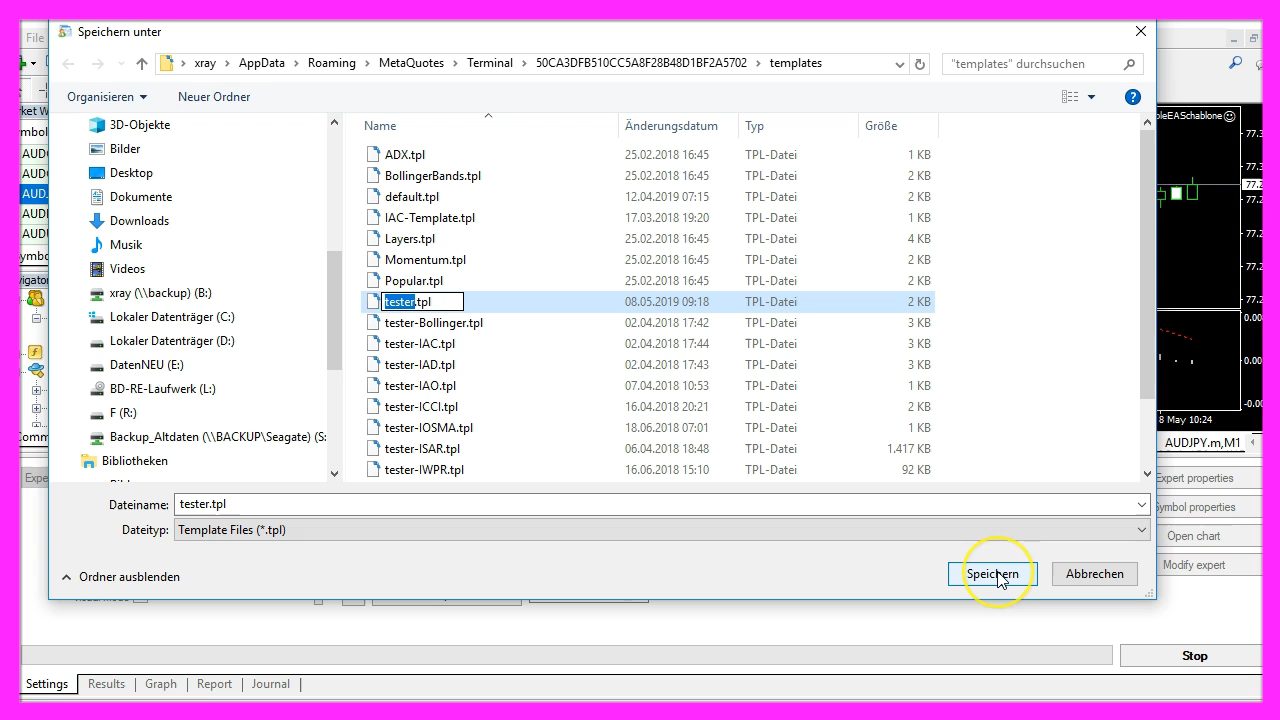 Speichern unter
File
xray > AppData > Roaming > MetaQuotes > > 50CA3DFB510CC5A8F28B48D1BF2A5702 > templates
"templates" durchsuchen
Organisieren
Neuer Ordner
Name Änderungsdatum Typ Größe
3D-Objekte
Bilder
Desktop
Dokumente
Downloads
Musik
Videos
xray (\\backup) (B:)
Lokaler Datenträger (C:)
Lokaler Datenträger (D:)
DatenNEU (E:)
BD-RE-Laufwerk (L:)
F (R:)
Backup_Altdaten (\\BACKUP\Seagate) (S:
Bibliotheken
ADX.tpl 25.02.2018 16:45 TPL-Datei 1 KB
BollingerBands.tpl 25.02.2018 16:45 TPL-Datei 2 KB
default.tpl 12.04.2019 07:15 TPL-Datei 2 KB
IAC-Template.tpl 17.03.2018 19:20 TPL-Datei 1 KB
Layers.tpl 25.02.2018 16:45 TPL-Datei 4 KB
Momentum.tpl 25.02.2018 16:45 TPL-Datei 2 KB
Popular.tpl 25.02.2018 16:45 TPL-Datei 2 KB
tester.tpl 08.05.2019 09:18 TPL-Datei 2 KB
tester-Bollinger.tpl 02.04.2018 17:42 TPL-Datei 3 KB
tester-IAC.tpl 02.04.2018 17:44 TPL-Datei 3 KB
tester-IAD.tpl 02.04.2018 17:43 TPL-Datei 3 KB
tester-IAO.tpl 07.04.2018 10:53 TPL-Datei 1 KB
tester-ICCI.tpl 16.04.2018 20:21 TPL-Datei 2 KB
tester-IOSMA.tpl 18.06.2018 07:01 TPL-Datei 1 KB
tester-ISAR.tpl 06.04.2018 18:48 TPL-Datei 1.417 KB
tester-IWPR.tpl 16.06.2018 15:10 TPL-Datei 92 KB
Dateiname: tester.tpl
Dateityp: Template Files (*.tpl)
Ordner ausblenden
Speichern
Abbrechen
AUDJPY.m,M1
8 May 10:24
Expert properties
Symbol properties
Open chart
Modify expert
Stop
Settings | Results | Graph | Report | Journal |